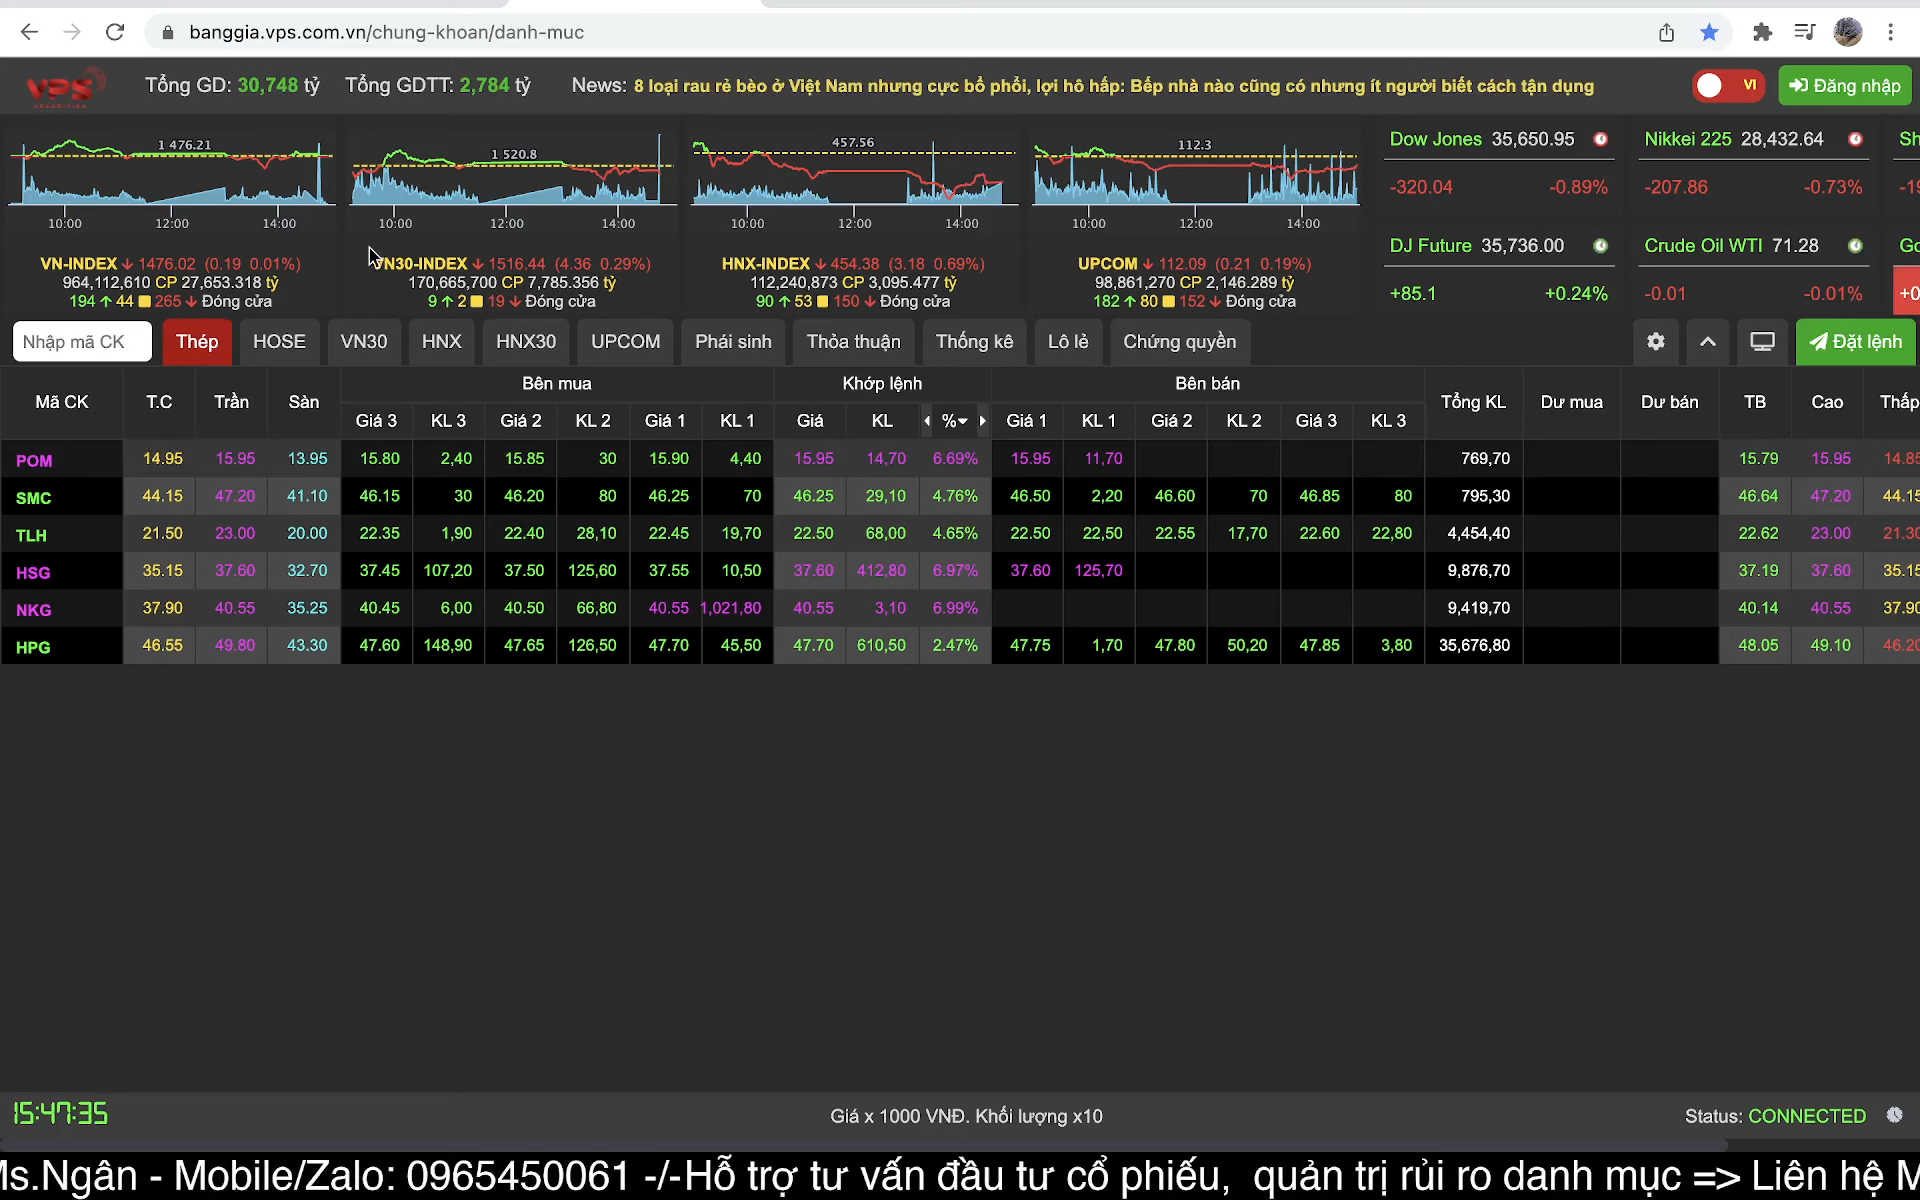 banggia.vps.com.vn/chung-khoan/danh-muc
VPS SECURITIES Tổng GD: 30,748 tỷ Tổng GDTT: 2,784 tỷ News: 8 loại rau rẻ bèo ở Việt Nam nhưng cực bổ phổi, lợi hô hấp: Bếp nhà nào cũng có nhưng ít người biết cách tận dụng VI Đăng nhập
1 476.21 1 520.8 457.56 112.3
10:00 12:00 14:00 10:00 12:00 14:00 10:00 12:00 14:00 10:00 12:00 14:00
Dow Jones 35,650.95 Nikkei 225 28,432.64 Sh
-320.04 -0.89% -207.86 -0.73% -19
DJ Future 35,736.00 Crude Oil WTI 71.28 Go
+85.1 +0.24% -0.01 -0.01% +0
VN-INDEX ↓ 1476.02 (0.19 0.01%) VN30-INDEX ↓ 1516.44 (4.36 0.29%) HNX-INDEX ↓ 454.38 (3.18 0.69%) UPCOM ↓ 112.09 (0.21 0.19%)
964,112,610 CP 27,653.318 tỷ 170,665,700 CP 7,785.356 tỷ 112,240,873 CP 3,095.477 tỷ 98,861,270 CP 2,146.289 tỷ
194 ↑ 44 265 ↓ Đóng cửa 9 ↑ 2 19 ↓ Đóng cửa 90 ↑ 53 150 ↓ Đóng cửa 182 ↑ 80 152 ↓ Đóng cửa
Nhập mã CK Thép HOSE VN30 HNX HNX30 UPCOM Phái sinh Thỏa thuận Thống kê Lô lẻ Chứng quyền Đặt lệnh
Mã CK T.C Trần Sàn Bên mua Khớp lệnh Bên bán Tổng KL Dư mua Dư bán TB Cao Thấp
Giá 3 KL 3 Giá 2 KL 2 Giá 1 KL 1 Giá KL % Giá 1 KL 1 Giá 2 KL 2 Giá 3 KL 3
POM 14.95 15.95 13.95 15.80 2,40 15.85 30 15.90 4,40 15.95 14,70 6.69% 15.95 11,70 769,70 15.79 15.95 14.85
SMC 44.15 47.20 41.10 46.15 30 46.20 80 46.25 70 46.25 29,10 4.76% 46.50 2,20 46.60 70 46.85 80 795,30 46.64 47.20 44.15
TLH 21.50 23.00 20.00 22.35 1,90 22.40 28,10 22.45 19,70 22.50 68,00 4.65% 22.50 22,50 22.55 17,70 22.60 22,80 4,454,40 22.62 23.00 21.30
HSG 35.15 37.60 32.70 37.45 107,20 37.50 125,60 37.55 10,50 37.60 412,80 6.97% 37.60 125,70 9,876,70 37.19 37.60 35.15
NKG 37.90 40.55 35.25 40.45 6,00 40.50 66,80 40.55 1,021,80 40.55 3,10 6.99% 9,419,70 40.14 40.55 37.90
HPG 46.55 49.80 43.30 47.60 148,90 47.65 126,50 47.70 45,50 47.70 610,50 2.47% 47.75 1,70 47.80 50,20 47.85 3,80 35,676,80 48.05 49.10 46.20
15:47:35 Giá x 1000 VNĐ. Khối lượng x10 Status: CONNECTED
Ms.Ngân - Mobile/Zalo: 0965450061 -/-Hỗ trợ tư vấn đầu tư cổ phiếu, quản trị rủi ro danh mục => Liên hệ M